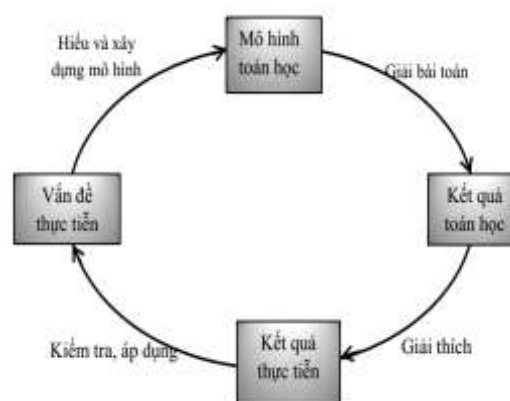 Hiểu và xây
dựng mô hình
Mô hình
toán học
Giải bài toán
Vấn đề
thực tiễn
Kết quả
toán học
Kiểm tra, áp dụng
Kết quả
thực tiễn
Giải thích